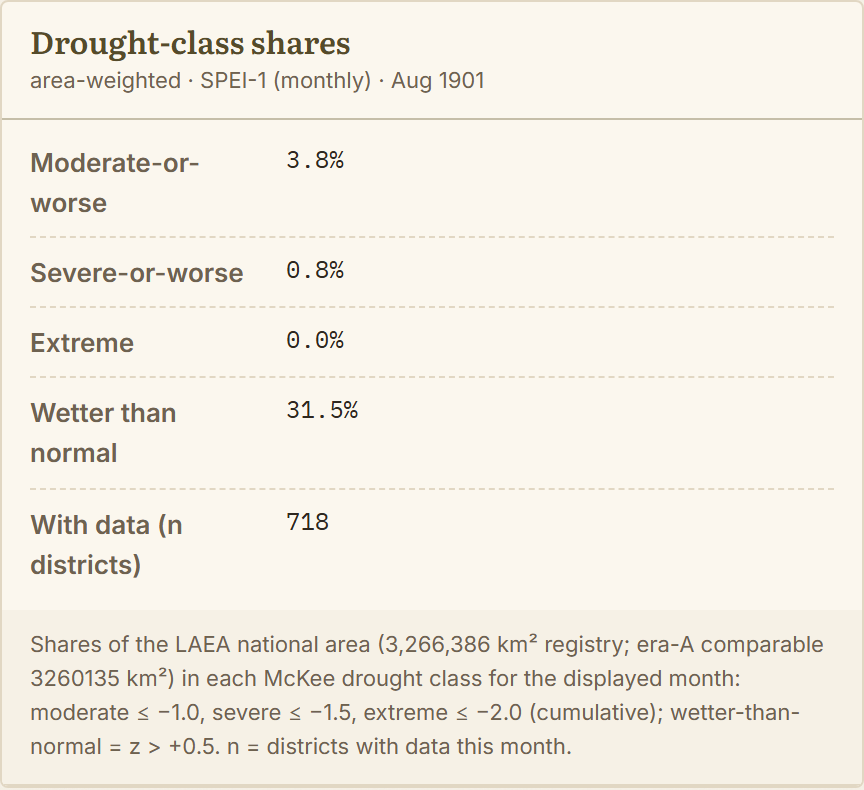 Drought-class shares
area-weighted · SPEI-1 (monthly) · Aug 1901
Moderate-or-
worse
3.8%
Severe-or-worse
0.8%
Extreme
0.0%
Wetter than
normal
31.5%
With data (n
districts)
718
Shares of the LAEA national area (3,266,386 km² registry; era-A comparable
3260135 km²) in each McKee drought class for the displayed month:
moderate ≤ −1.0, severe ≤ −1.5, extreme ≤ −2.0 (cumulative); wetter-than-
normal = z > +0.5. n = districts with data this month.